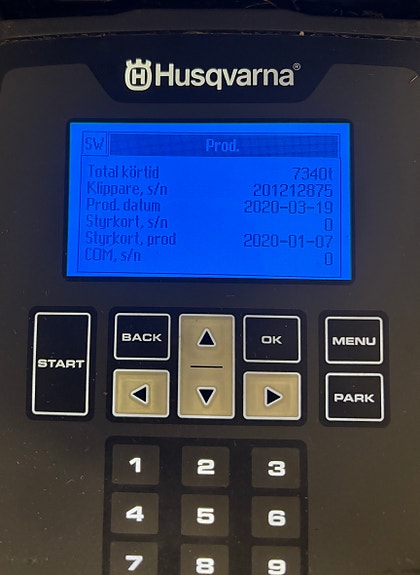 Husqvarna®
SW Prod.
Total körtid 7340t
Klippare, s/n 201212875
Prod. datum 2020-03-19
Styrkort, s/n 0
Styrkort, prod 2020-01-07
COM, s/n 0
START BACK OK MENU
PARK
1 2 3
4 5 6
7 8 9